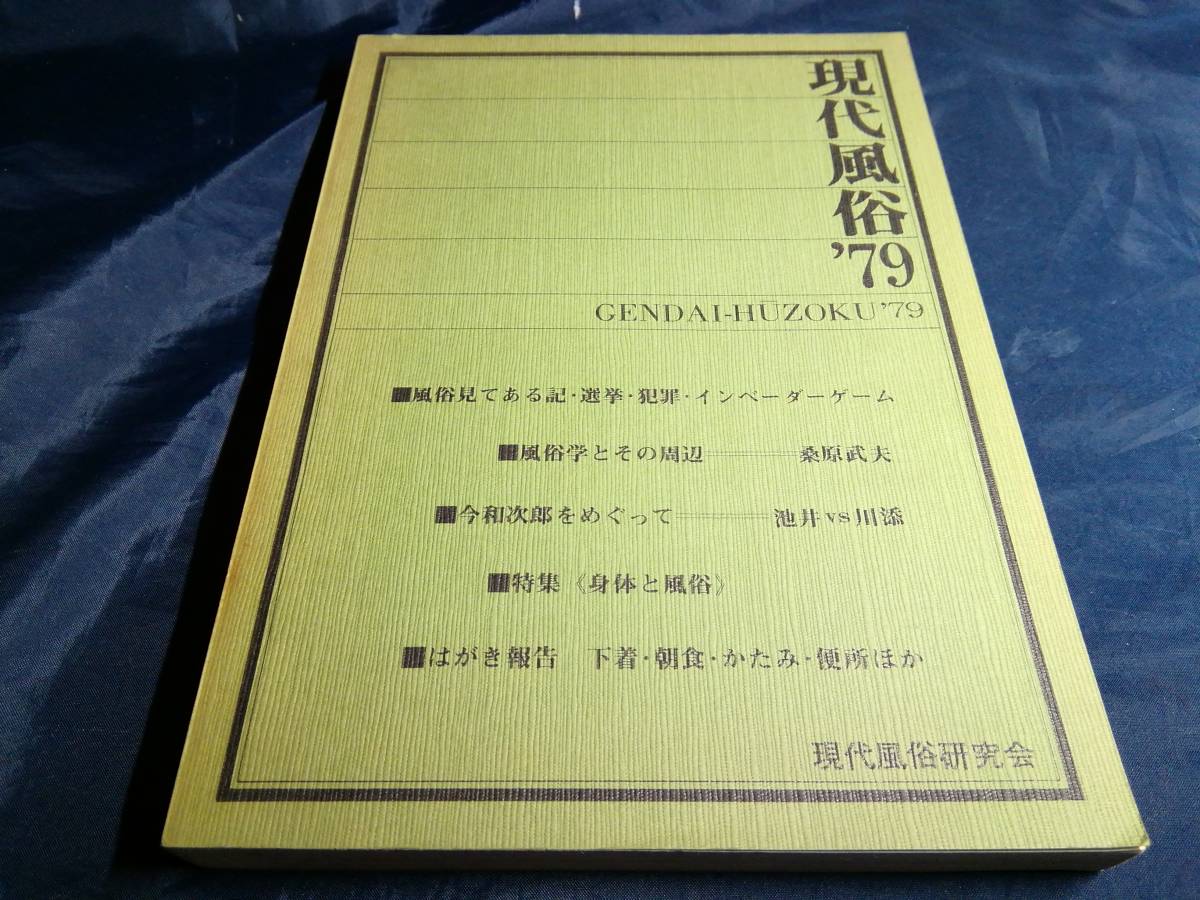 現代風俗'79
GENDAI-HŪZOKU'79
■風俗見てある記・選挙・犯罪・インベーダーゲーム
■風俗学とその周辺――桑原武夫
■今和次郎をめぐって――池井vs川添
■特集《身体と風俗》
■はがき報告 下着・朝食・かたみ・便所ほか
現代風俗研究会